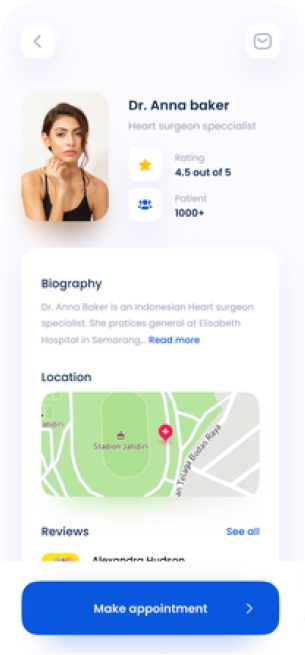 Dr. Anna baker
Heart surgeon speccialist
Rating
4.5 out of 5
Patient
1000+
Biography
Dr. Anna Baker is an Indonesian Heart surgeon
specialist. She pratices general at Elisabeth
Hospital in Semarang... Read more
Location
Jatidiri
Stadion Jatidiri
an Telaga Bodas Raya
Reviews
See all
Alexandra Hudson
Make appointment